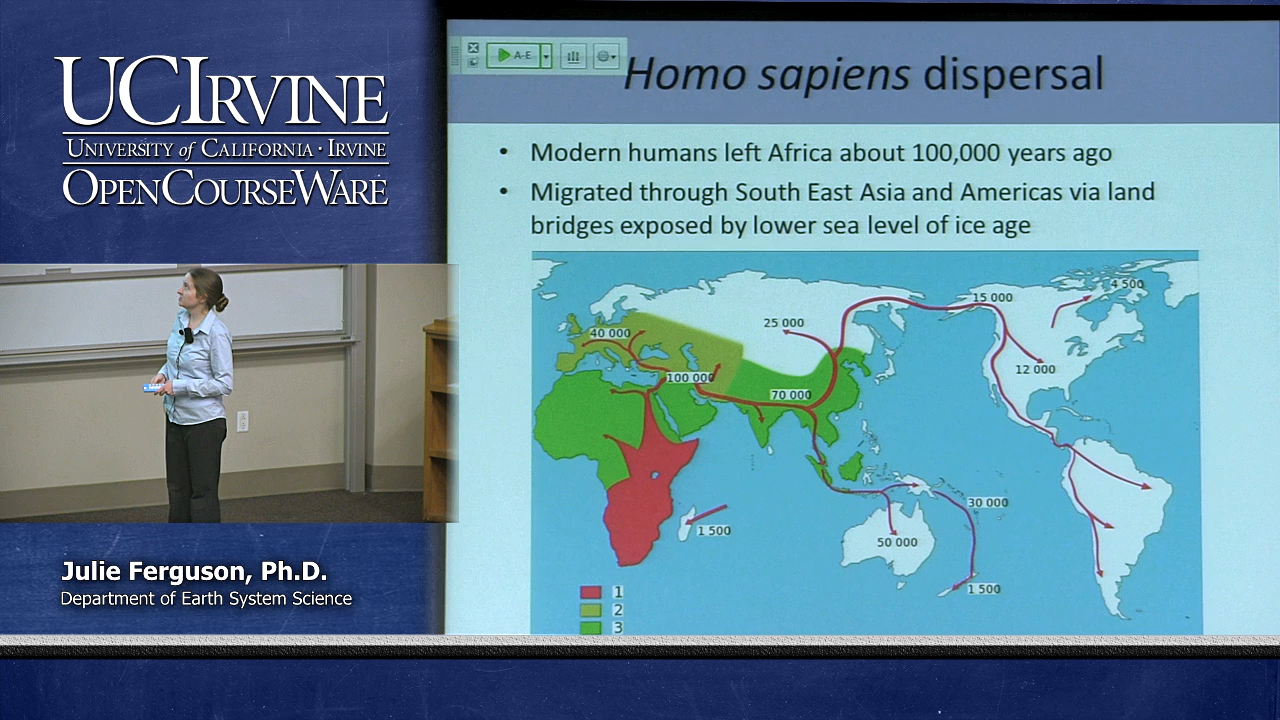 UCIRVINE
UNIVERSITY of CALIFORNIA · IRVINE
OPENCOURSEWARE
A-E
Homo sapiens dispersal
• Modern humans left Africa about 100,000 years ago
• Migrated through South East Asia and Americas via land
bridges exposed by lower sea level of ice age
4 500
15 000
25 000
40 000
12 000
100 000
70 000
30 000
1 500
50 000
1 500
1
2
3
Julie Ferguson, Ph.D.
Department of Earth System Science